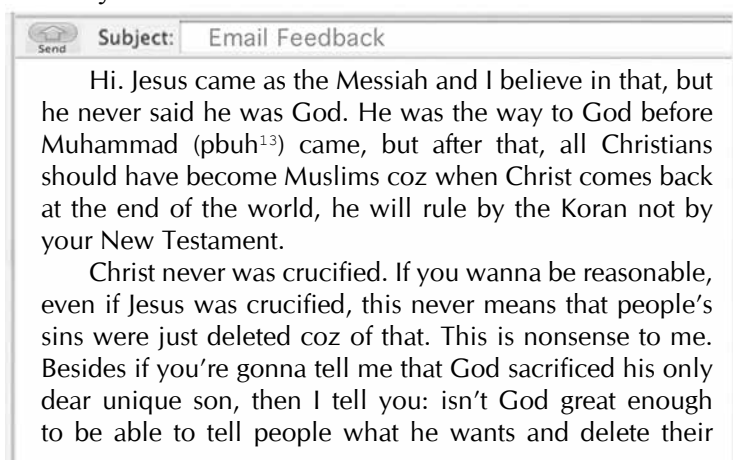 Send Subject: Email Feedback
Hi. Jesus came as the Messiah and I believe in that, but
he never said he was God. He was the way to God before
Muhammad (pbuh¹³) came, but after that, all Christians
should have become Muslims coz when Christ comes back
at the end of the world, he will rule by the Koran not by
your New Testament.
Christ never was crucified. If you wanna be reasonable,
even if Jesus was crucified, this never means that people's
sins were just deleted coz of that. This is nonsense to me.
Besides if you're gonna tell me that God sacrificed his only
dear unique son, then I tell you: isn't God great enough
to be able to tell people what he wants and delete their